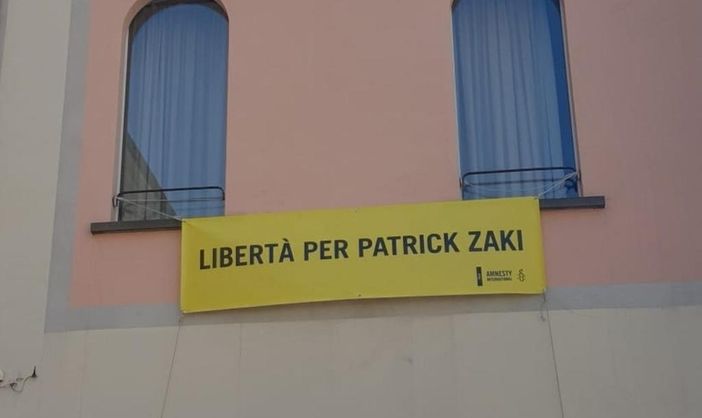 LIBERTÀ PER PATRICK ZAKI
AMNESTY
INTERNATIONAL